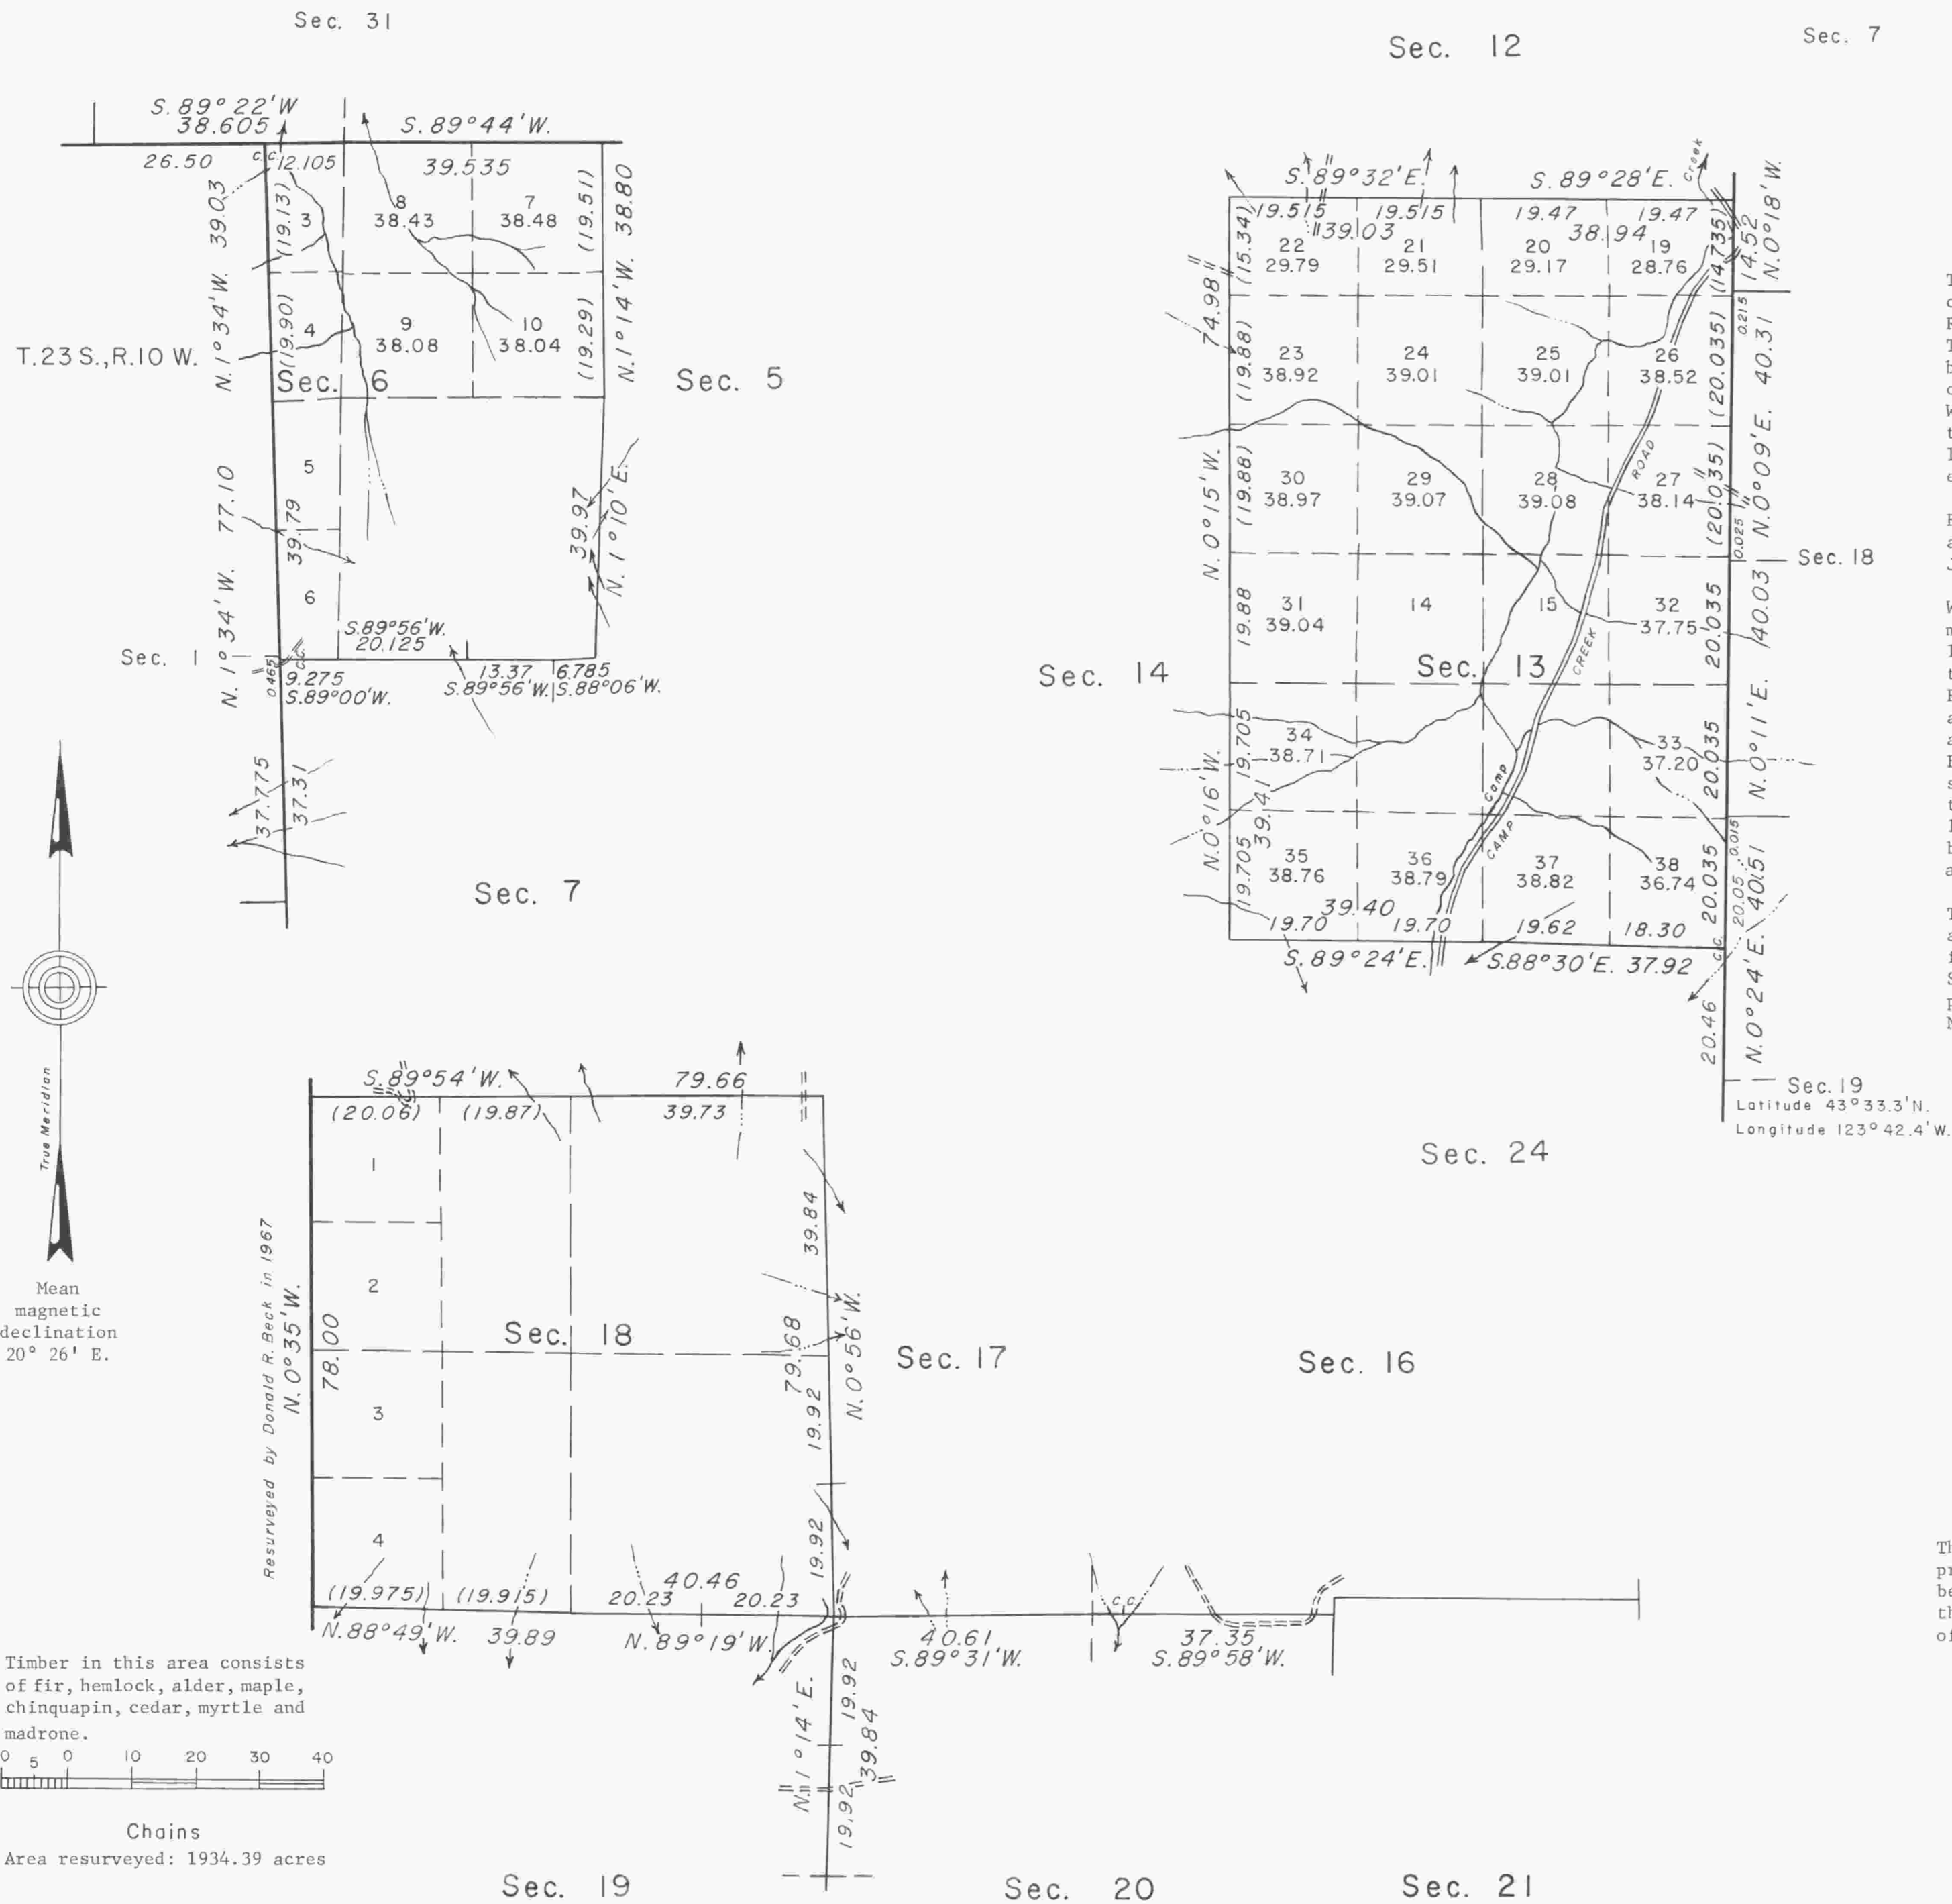 Sec. 31
Sec. 12
Sec. 7
S. 89° 22' W
38.605
S. 89° 44' W.
26.50
C.C.
12.105
39.535
N. 1° 34' W. 39.03
(19.13)
3
8
38.43
7
38.48
(19.51)
N. 1° 14' W. 38.80
(19.90)
4
9
38.08
10
38.04
(19.29)
T. 23 S., R. 10 W.
Sec. 6
Sec. 5
5
39.79
6
N. 1° 34' W. 77.10
39.97
N. 1° 10' E.
S. 89° 56' W.
20.125
Sec. 1
0.465
C.C.
9.275
S. 89° 00' W.
13.37
S. 89° 56' W.
6.785
S. 88° 06' W.
37.775
37.31
Sec. 7
S. 89° 32' E.
S. 89° 28' E.
Creek
19.515
19.515
19.47
19.47
39.03
38.94
(15.34)
22
29.79
21
29.51
20
29.17
19
28.76
(14.735)
14.52
N. 0° 18' W.
74.98
(19.88)
23
38.92
24
39.01
25
39.01
26
38.52
(20.035)
0.215
N. 0° 09' E. 40.31
(19.88)
30
38.97
29
39.07
28
39.08
27
38.14
(20.035)
0.025
ROAD
N. 0° 15' W.
Sec. 18
19.88
31
39.04
14
15
32
37.75
20.035
40.03
CREEK
Sec. 14
Sec. 13
19.705
34
38.71
33
37.20
20.035
N. 0° 11' E.
N. 0° 16' W.
39.41
Camp
CAMP
19.705
35
38.76
36
38.79
37
38.82
38
36.74
20.035
0.015
39.40
19.70
19.70
19.62
18.30
C.C.
20.05
S. 89° 24' E.
S. 88° 30' E. 37.92
20.46
N. 0° 24' E. 40.51
Sec. 19
Latitude 43° 33.3' N.
Longitude 123° 42.4' W.
Sec. 24
True Meridian
Mean
magnetic
declination
20° 26' E.
S. 89° 54' W.
79.66
(20.06)
(19.87)
39.73
1
2
3
4
39.84
Resurveyed by Donald R. Beck in 1967
N. 0° 35' W.
78.00
Sec. 18
79.68
N. 0° 56' W.
19.92
19.92
Sec. 17
Sec. 16
(19.975)
(19.915)
40.46
20.23
20.23
N. 88° 49' W.
39.89
N. 89° 19' W.
40.61
S. 89° 31' W.
C.C.
37.35
S. 89° 58' W.
N. 1° 14' E.
19.92
39.84
19.92
Timber in this area consists
of fir, hemlock, alder, maple,
chinquapin, cedar, myrtle and
madrone.
0 5 0 10 20 30 40
Chains
Area resurveyed: 1934.39 acres
Sec. 19
Sec. 20
Sec. 21